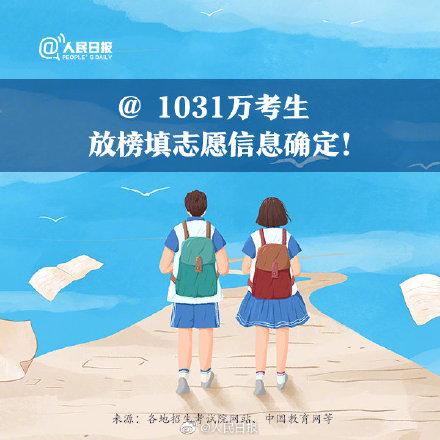 @人民日报
PEOPLE'S DAILY
@ 1031万考生
放榜填志愿信息确定!
来源:各地招生考试院网站、中国教育网等
@人民日报